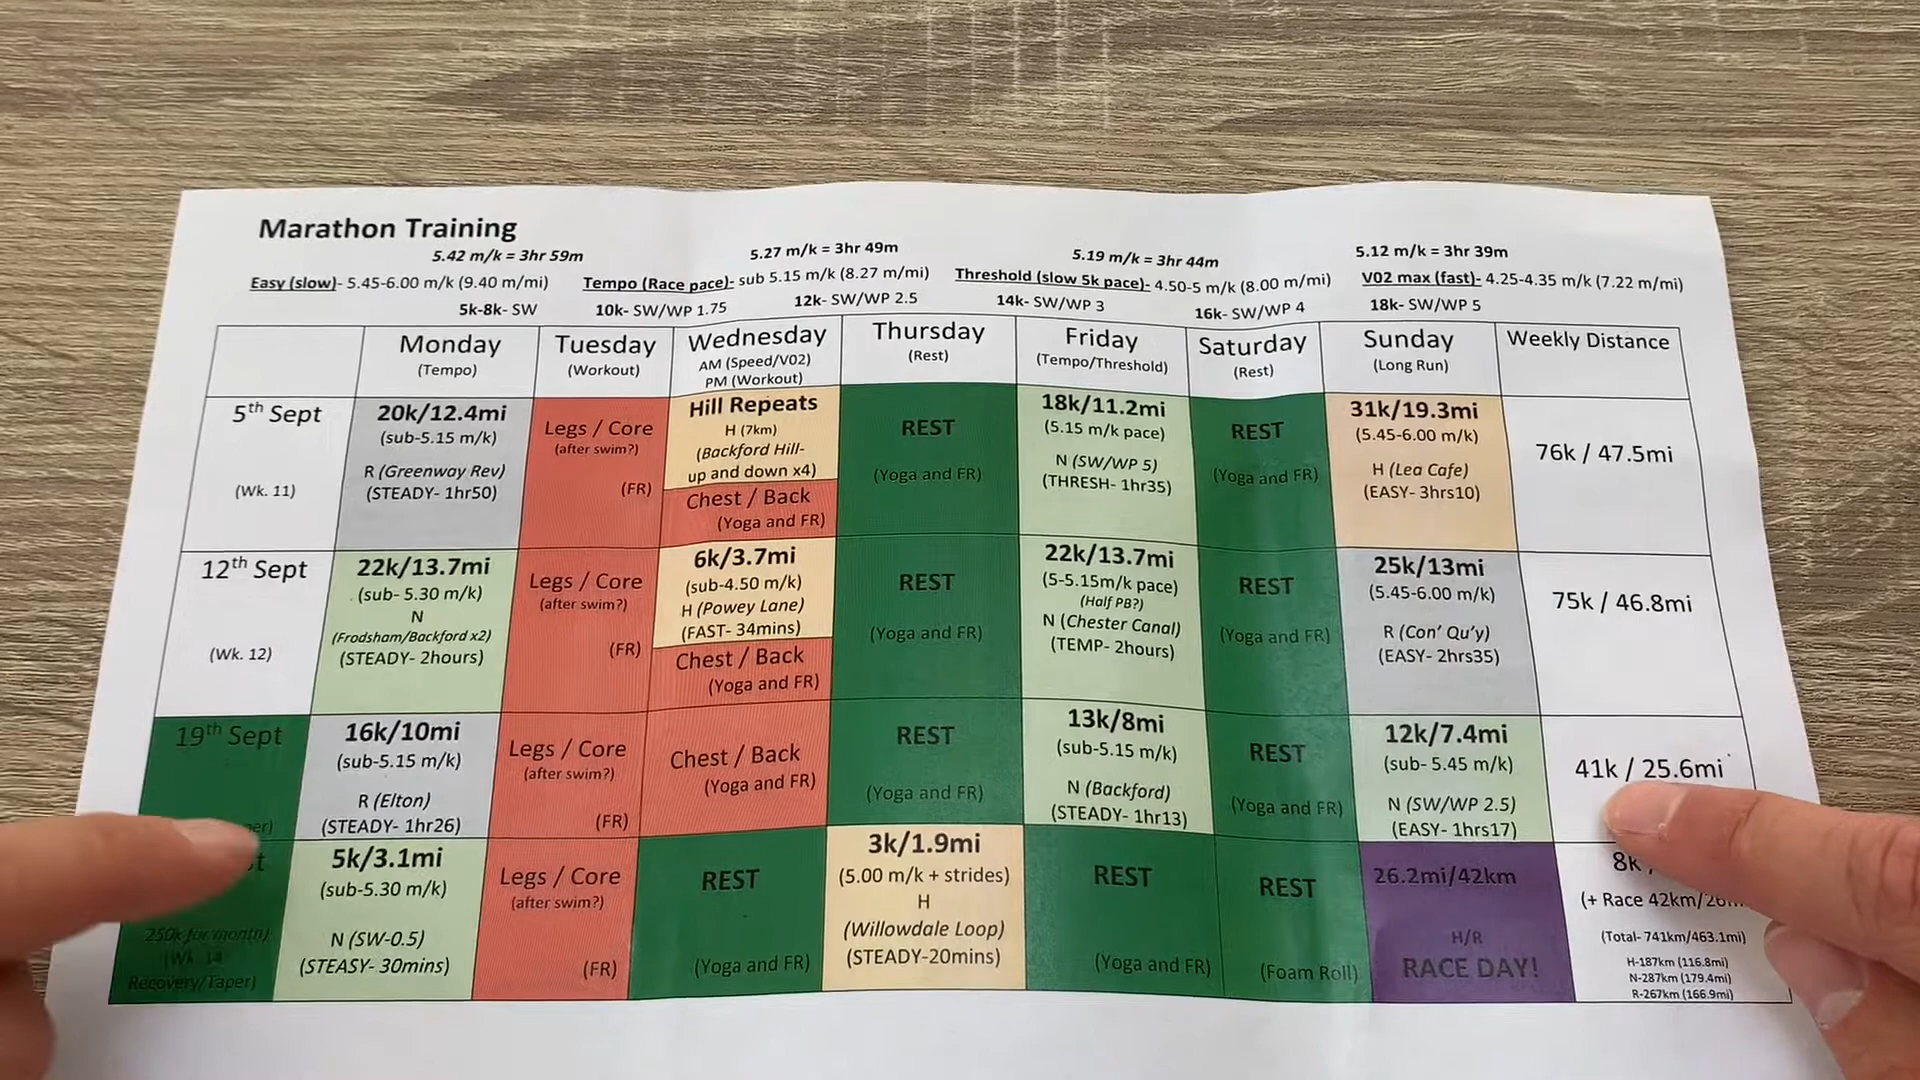 Marathon Training
5.42 m/k = 3hr 59m
5.27 m/k = 3hr 49m
5.19 m/k = 3hr 44m
5.12 m/k = 3hr 39m
Easy (slow)- 5.45-6.00 m/k (9.40 m/mi)
Tempo (Race pace)- sub 5.15 m/k (8.27 m/mi)
Threshold (slow 5k pace)- 4.50-5 m/k (8.00 m/mi)
V02 max (fast)- 4.25-4.35 m/k (7.22 m/mi)
5k-8k- SW
10k- SW/WP 1.75
12k- SW/WP 2.5
14k- SW/WP 3
16k- SW/WP 4
18k- SW/WP 5
Monday
(Tempo)
Tuesday
(Workout)
Wednesday
AM (Speed/V02)
PM (Workout)
Thursday
(Rest)
Friday
(Tempo/Threshold)
Saturday
(Rest)
Sunday
(Long Run)
Weekly Distance
5th Sept
(Wk. 11)
20k/12.4mi
(sub-5.15 m/k)
R (Greenway Rev)
(STEADY- 1hr50)
Legs / Core
(after swim?)
(FR)
Hill Repeats
H (7km)
(Backford Hill-
up and down x4)
Chest / Back
(Yoga and FR)
REST
(Yoga and FR)
18k/11.2mi
(5.15 m/k pace)
N (SW/WP 5)
(THRESH- 1hr35)
REST
(Yoga and FR)
31k/19.3mi
(5.45-6.00 m/k)
H (Lea Cafe)
(EASY- 3hrs10)
76k / 47.5mi
12th Sept
(Wk. 12)
22k/13.7mi
(sub- 5.30 m/k)
N
(Frodsham/Backford x2)
(STEADY- 2hours)
Legs / Core
(after swim?)
(FR)
6k/3.7mi
(sub-4.50 m/k)
H (Powey Lane)
(FAST- 34mins)
Chest / Back
(Yoga and FR)
REST
(Yoga and FR)
22k/13.7mi
(5-5.15m/k pace)
(Half PB?)
N (Chester Canal)
(TEMP- 2hours)
REST
(Yoga and FR)
25k/13mi
(5.45-6.00 m/k)
R (Con' Qu'y)
(EASY- 2hrs35)
75k / 46.8mi
19th Sept
16k/10mi
(sub-5.15 m/k)
R (Elton)
(STEADY- 1hr26)
Legs / Core
(after swim?)
(FR)
Chest / Back
(Yoga and FR)
REST
(Yoga and FR)
13k/8mi
(sub-5.15 m/k)
N (Backford)
(STEADY- 1hr13)
REST
(Yoga and FR)
12k/7.4mi
(sub- 5.45 m/k)
N (SW/WP 2.5)
(EASY- 1hrs17)
41k / 25.6mi
250k for month)
(Wk. 14
Recovery/Taper)
5k/3.1mi
(sub-5.30 m/k)
N (SW-0.5)
(STEASY- 30mins)
Legs / Core
(after swim?)
(FR)
REST
(Yoga and FR)
3k/1.9mi
(5.00 m/k + strides)
H
(Willowdale Loop)
(STEADY-20mins)
REST
(Yoga and FR)
REST
(Foam Roll)
26.2mi/42km
H/R
RACE DAY!
8k
(+ Race 42km/
(Total- 741km/463.1mi)
H-187km (116.8mi)
N-287km (179.4mi)
R-267km (166.9mi)